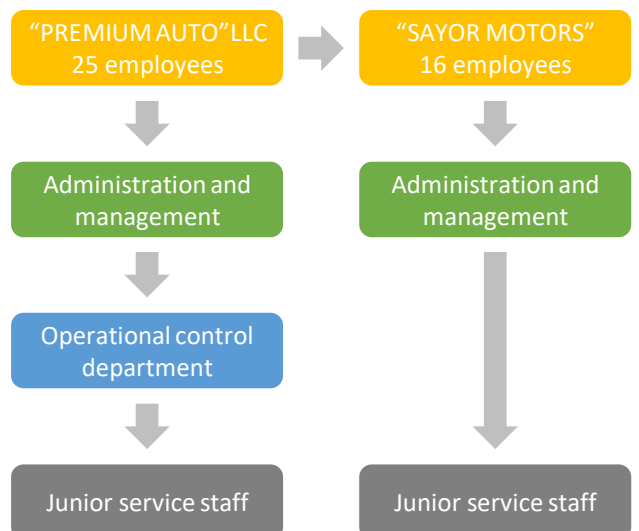 “PREMIUM AUTO”LLC
25 employees
“SAYOR MOTORS”
16 employees
Administration and
management
Administration and
management
Operational control
department
Junior service staff
Junior service staff